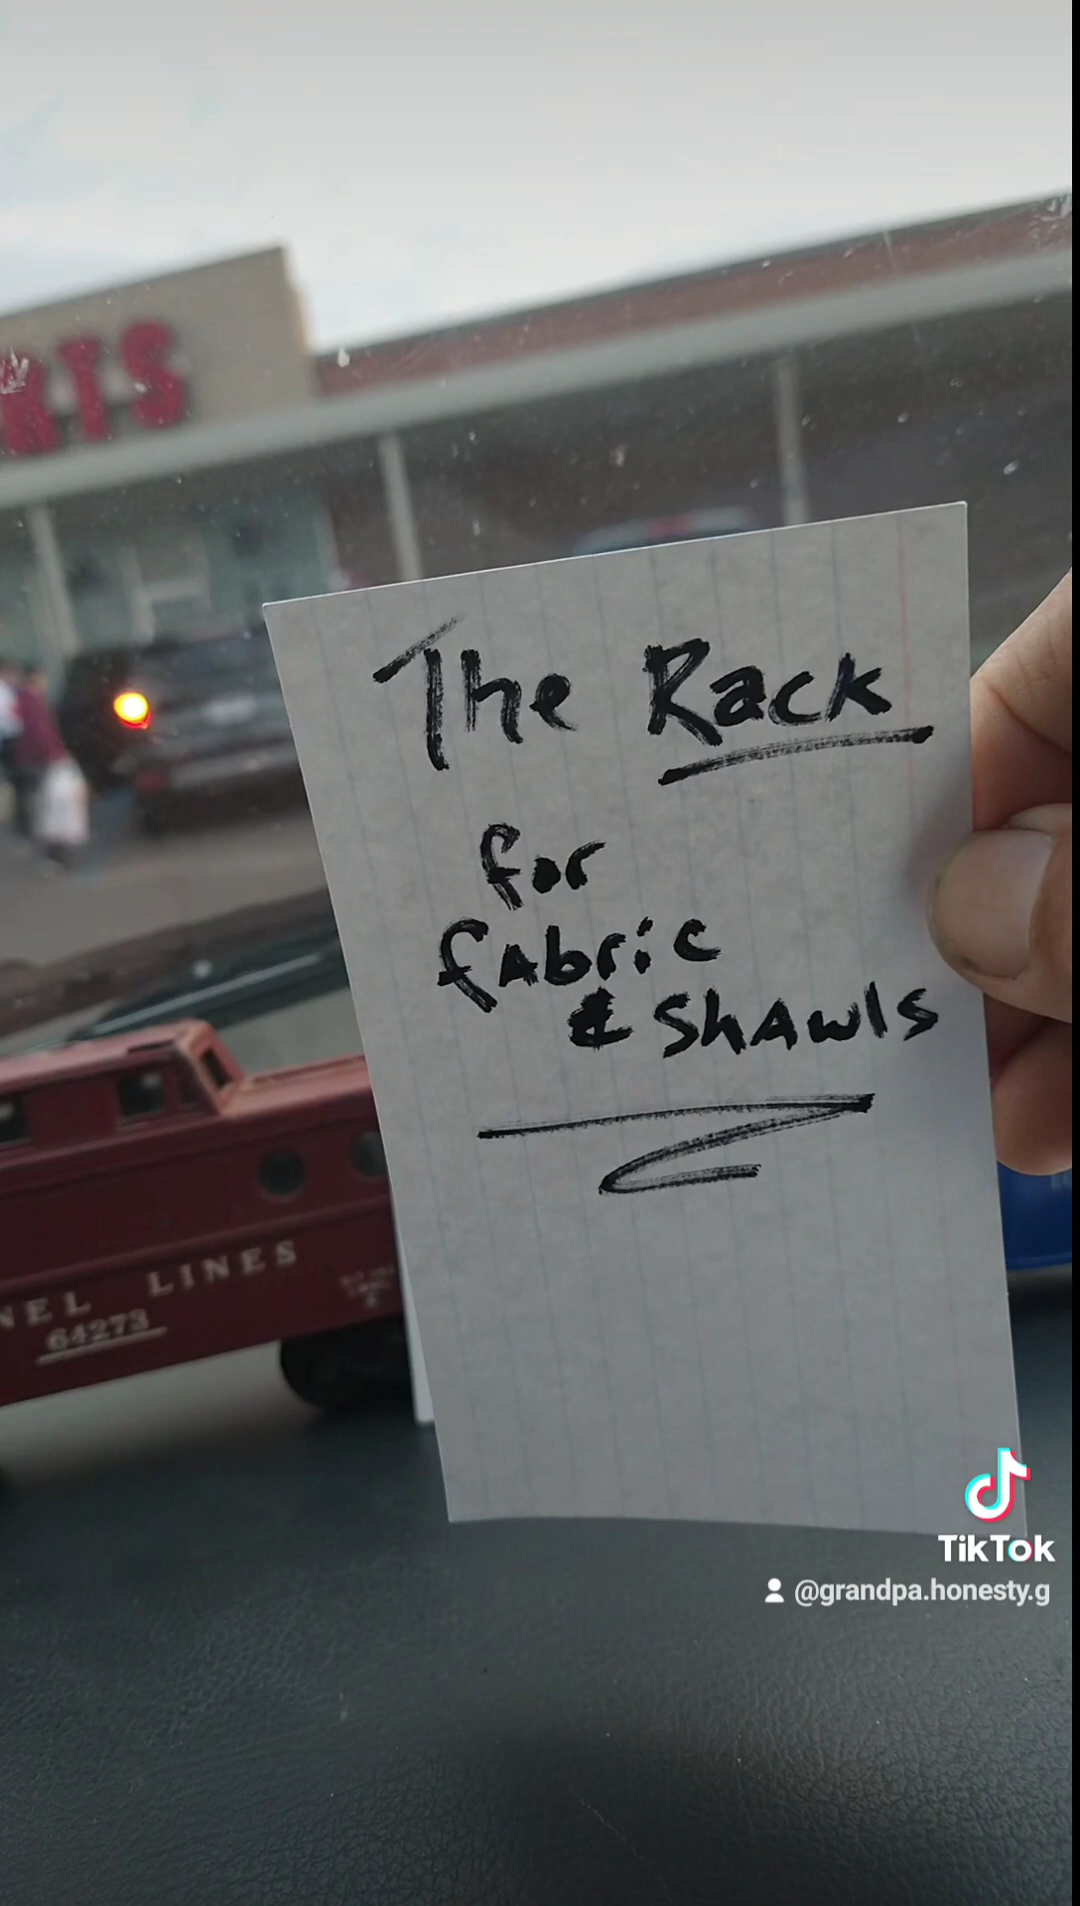 The Rack
for
fAbric
& ShAwls
LINES
64273
TikTok
@grandpa.honesty.g